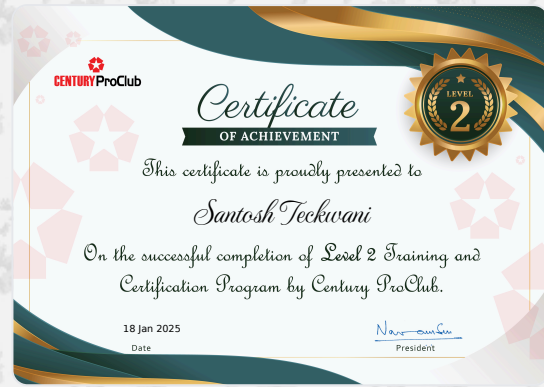 CENTURY ProClub
Certificate
OF ACHIEVEMENT
LEVEL
2
This certificate is proudly presented to
Santosh Teckwani
On the successful completion of Level 2 Training and
Certification Program by Century ProClub.
18 Jan 2025
Date
President